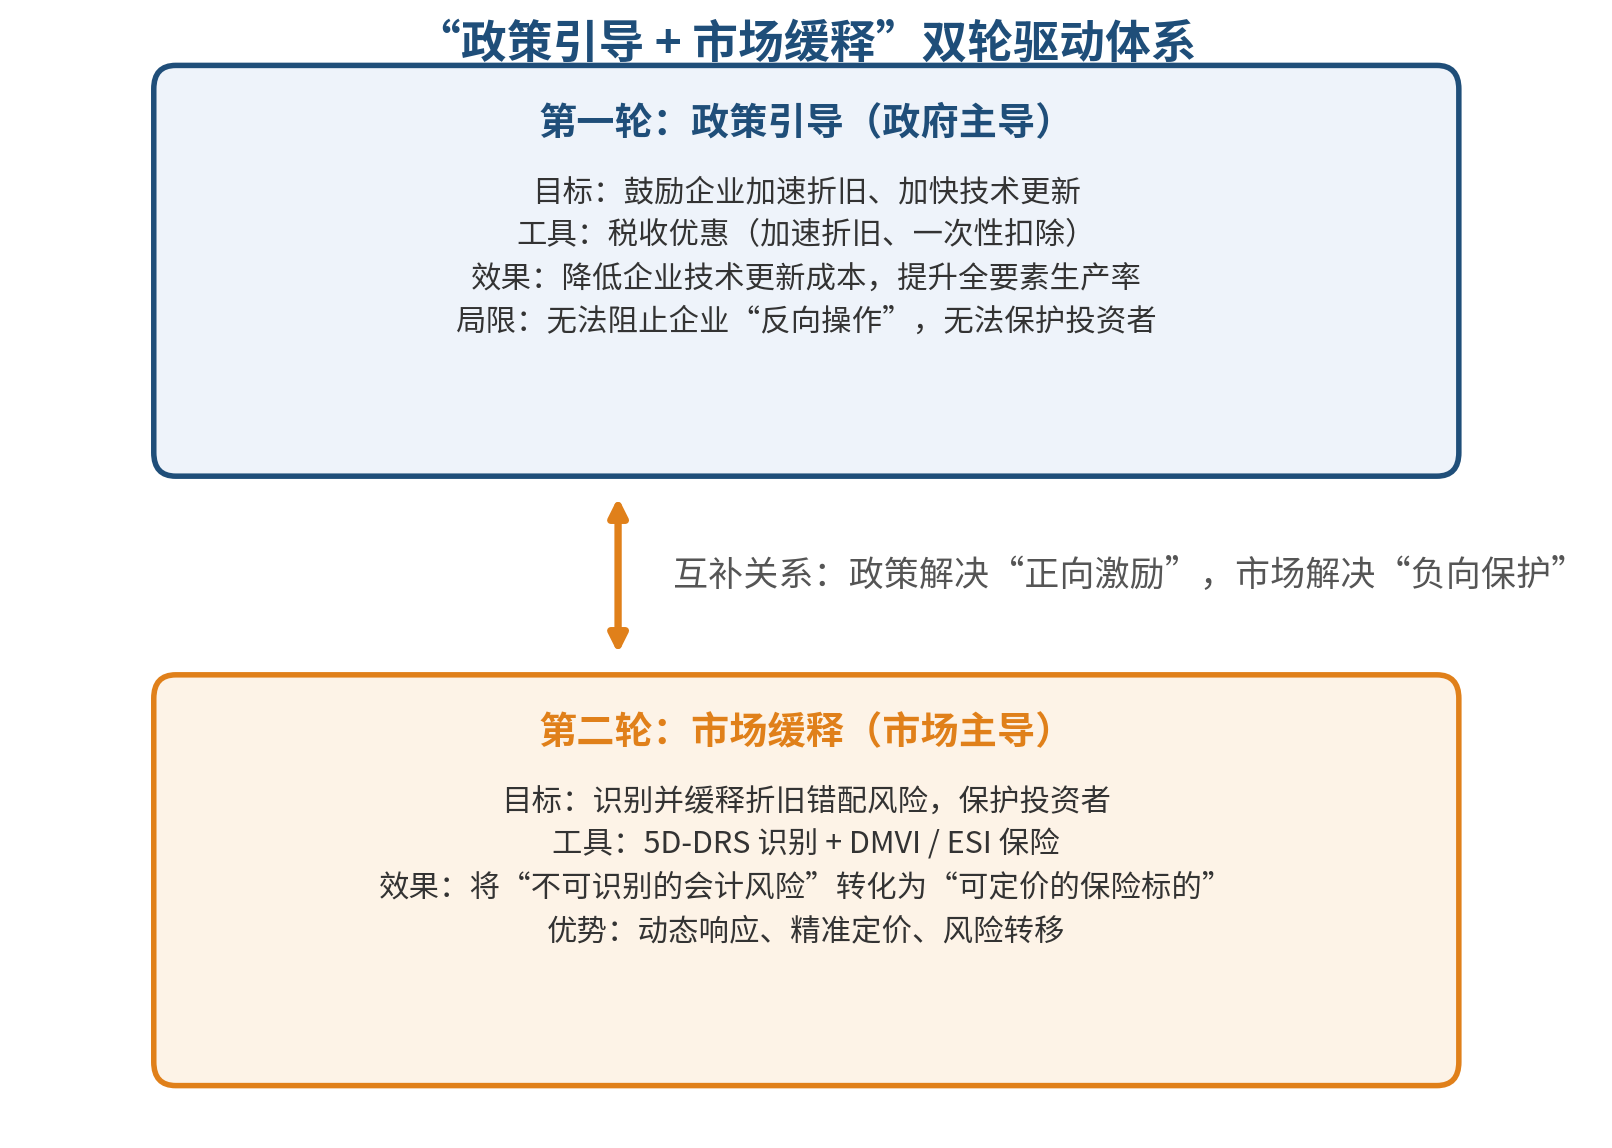 “政策引导 + 市场缓释”双轮驱动体系
第一轮：政策引导（政府主导）
目标：鼓励企业加速折旧、加快技术更新
工具：税收优惠（加速折旧、一次性扣除）
效果：降低企业技术更新成本，提升全要素生产率
局限：无法阻止企业“反向操作”，无法保护投资者
互补关系：政策解决“正向激励”，市场解决“负向保护”
第二轮：市场缓释（市场主导）
目标：识别并缓释折旧错配风险，保护投资者
工具：5D-DRS 识别 + DMVI / ESI 保险
效果：将“不可识别的会计风险”转化为“可定价的保险标的”
优势：动态响应、精准定价、风险转移